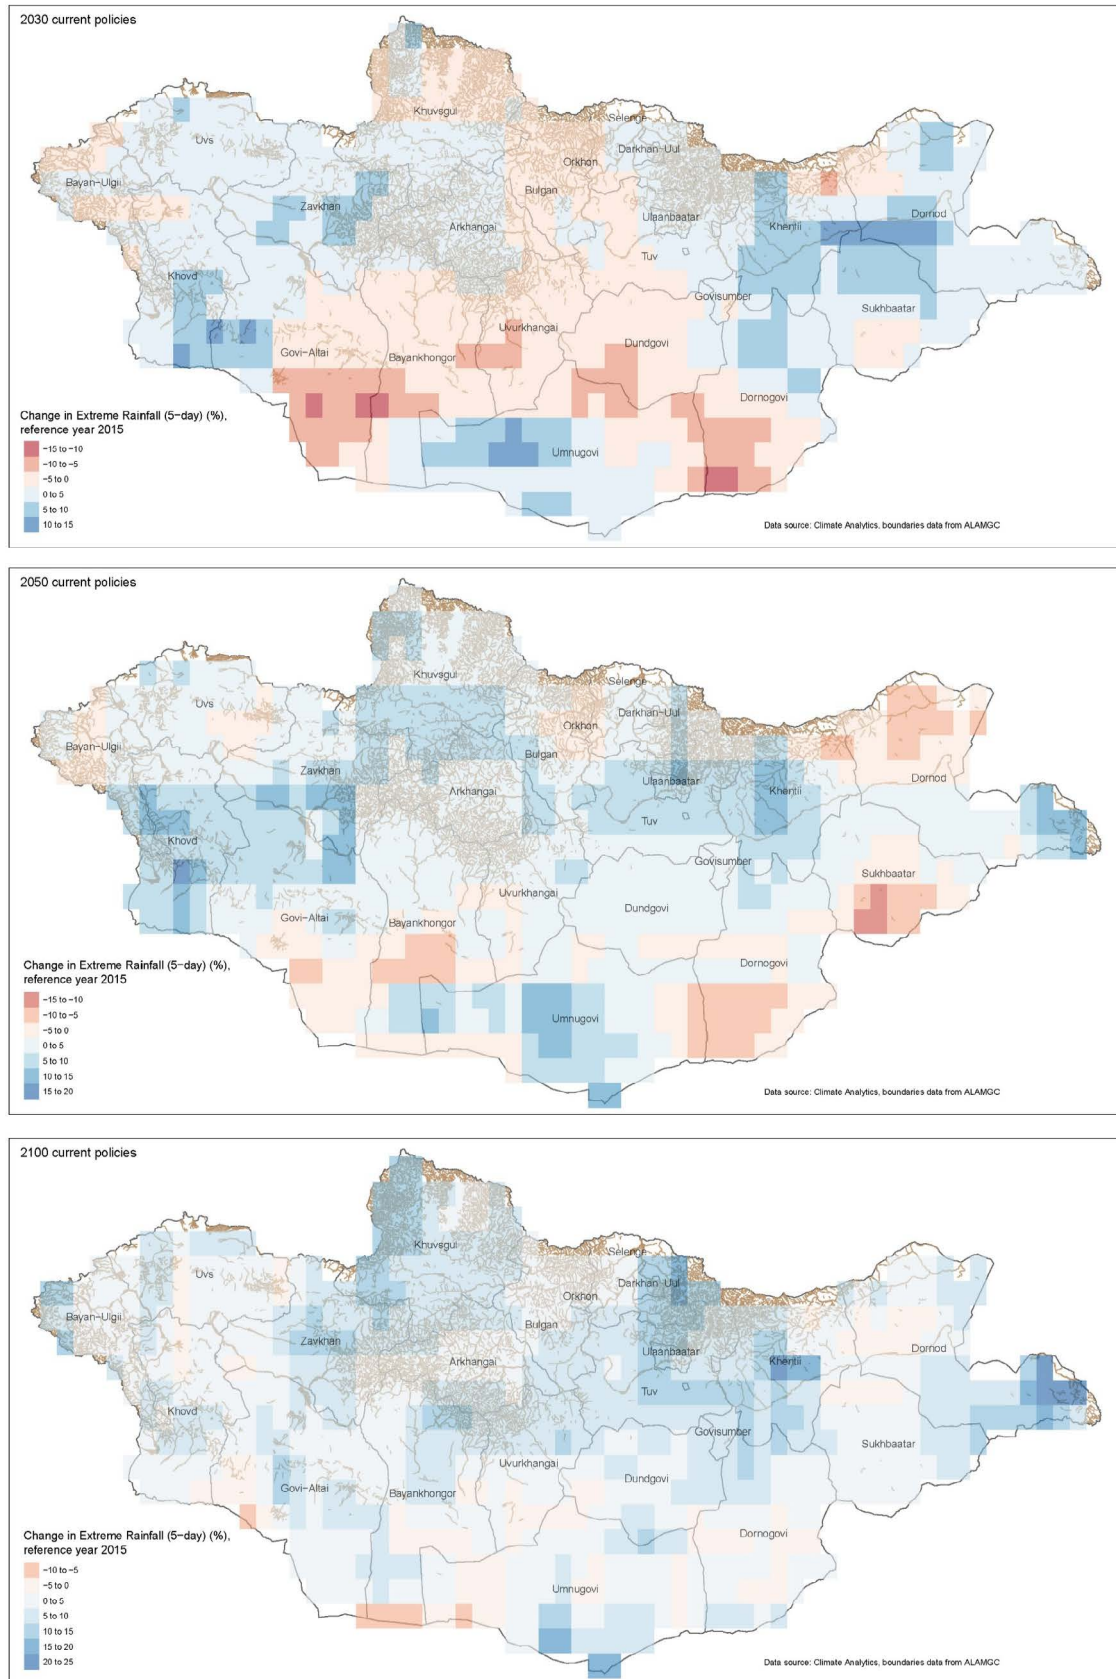 2030 current policies
Khuvsgul
Selenge
Uvs
Darkhan-Uul
Orkhon
Bayan-Ulgii
Bulgan
Zavkhan
Ulaanbaatar
Dornod
Arkhangai
Khentii
Tuv
Khovd
Govisumber
Sukhbaatar
Uvurkhangai
Dundgovi
Govi-Altai
Bayankhongor
Dornogovi
Umnugovi
Change in Extreme Rainfall (5-day) (%),
reference year 2015
-15 to -10
-10 to -5
-5 to 0
0 to 5
5 to 10
10 to 15
Data source: Climate Analytics, boundaries data from ALAMGC
2050 current policies
Khuvsgul
Selenge
Uvs
Darkhan-Uul
Orkhon
Bayan-Ulgii
Bulgan
Zavkhan
Ulaanbaatar
Dornod
Arkhangai
Khentii
Tuv
Khovd
Govisumber
Sukhbaatar
Uvurkhangai
Dundgovi
Govi-Altai
Bayankhongor
Dornogovi
Umnugovi
Change in Extreme Rainfall (5-day) (%),
reference year 2015
-15 to -10
-10 to -5
-5 to 0
0 to 5
5 to 10
10 to 15
15 to 20
Data source: Climate Analytics, boundaries data from ALAMGC
2100 current policies
Khuvsgul
Selenge
Uvs
Darkhan-Uul
Orkhon
Bayan-Ulgii
Bulgan
Zavkhan
Ulaanbaatar
Dornod
Arkhangai
Khentii
Tuv
Khovd
Govisumber
Sukhbaatar
Uvurkhangai
Dundgovi
Govi-Altai
Bayankhongor
Dornogovi
Umnugovi
Change in Extreme Rainfall (5-day) (%),
reference year 2015
-10 to -5
-5 to 0
0 to 5
5 to 10
10 to 15
15 to 20
20 to 25
Data source: Climate Analytics, boundaries data from ALAMGC